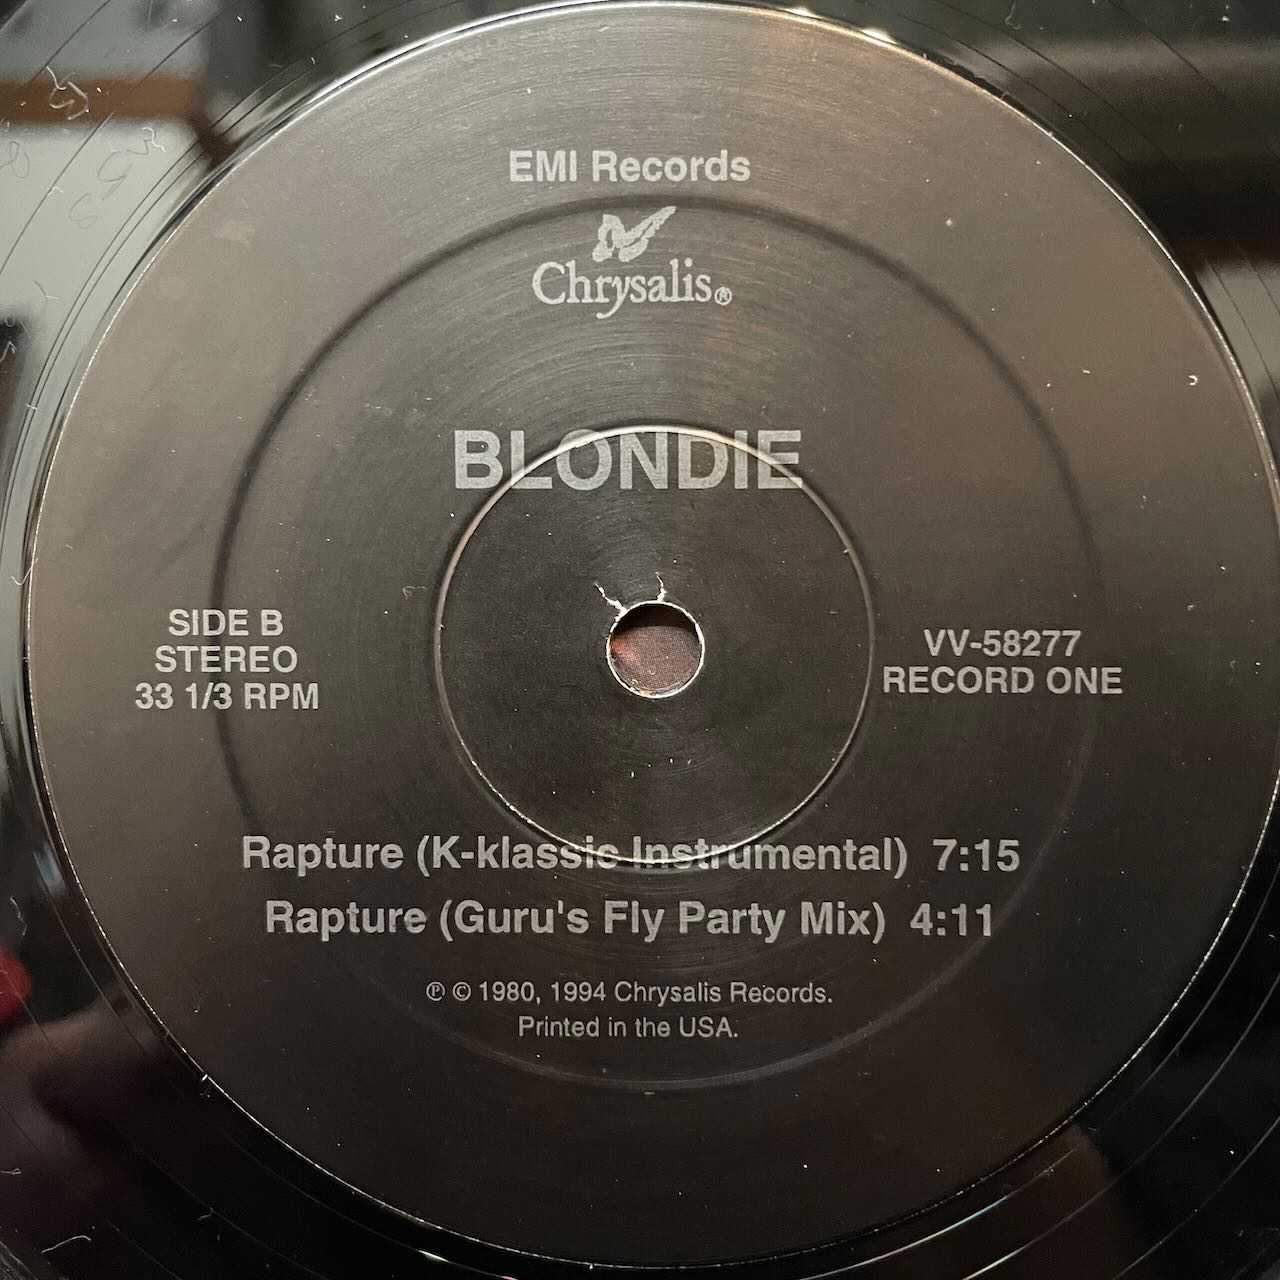 EMI Records
Chrysalis®
BLONDIE
SIDE B
STEREO
33 1/3 RPM
VV-58277
RECORD ONE
Rapture (K-klassic Instrumental) 7:15
Rapture (Guru's Fly Party Mix) 4:11
℗ © 1980, 1994 Chrysalis Records.
Printed in the USA.